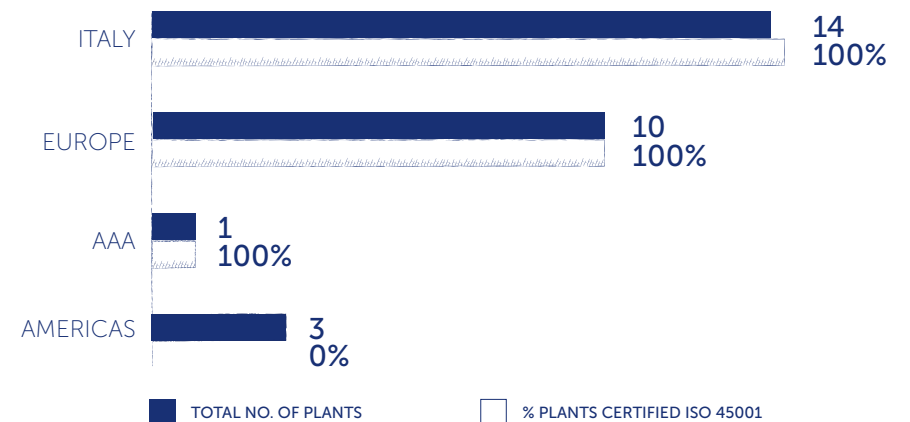 ITALY
14
100%
EUROPE
10
100%
AAA
1
100%
AMERICAS
3
0%
TOTAL NO. OF PLANTS
% PLANTS CERTIFIED ISO 45001